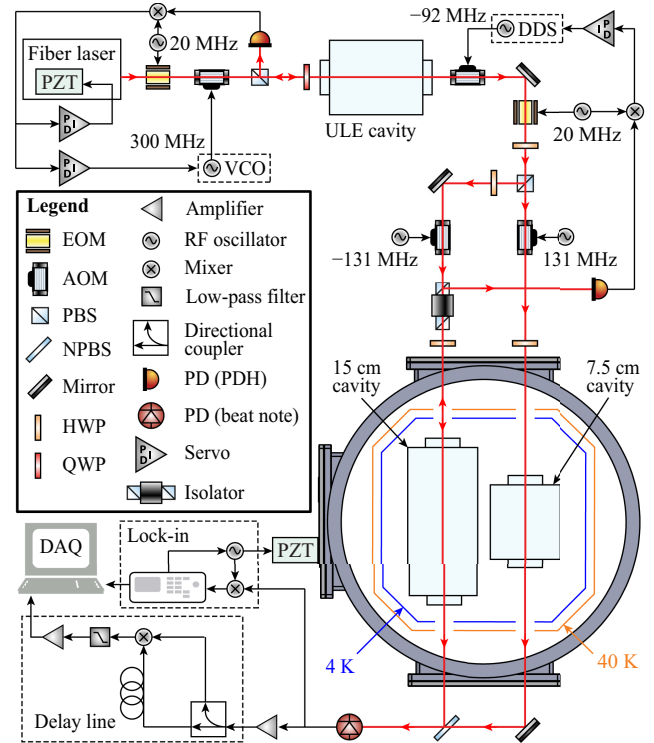 Fiber laser
PZT
20 MHz
P
I
D
P
I
D
P
I
D
300 MHz
VCO
ULE cavity
−92 MHz
DDS
P
I
D
20 MHz
−131 MHz
131 MHz
Legend
EOM
AOM
PBS
NPBS
Mirror
HWP
QWP
Amplifier
RF oscillator
Mixer
Low-pass filter
Directional
coupler
PD (PDH)
PD (beat note)
P
I
D
Servo
Isolator
15 cm
cavity
7.5 cm
cavity
4 K
40 K
DAQ
Lock-in
PZT
Delay line